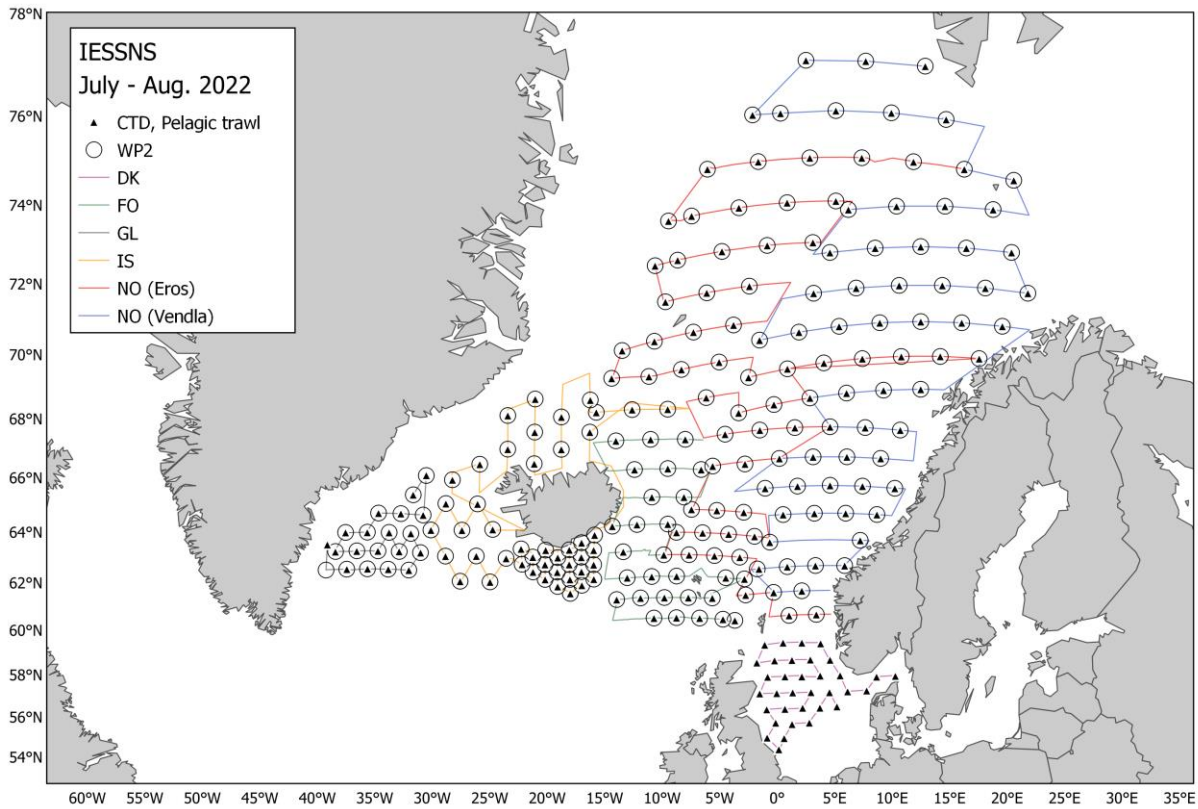 78°N
76°N
74°N
72°N
70°N
68°N
66°N
64°N
62°N
60°N
58°N
56°N
54°N
IESSNS
July - Aug. 2022
CTD, Pelagic trawl
WP2
DK
FO
GL
IS
NO (Eros)
NO (Vendla)
60°W 55°W 50°W 45°W 40°W 35°W 30°W 25°W 20°W 15°W 10°W 5°W 0° 5°E 10°E 15°E 20°E 25°E 30°E 35°E